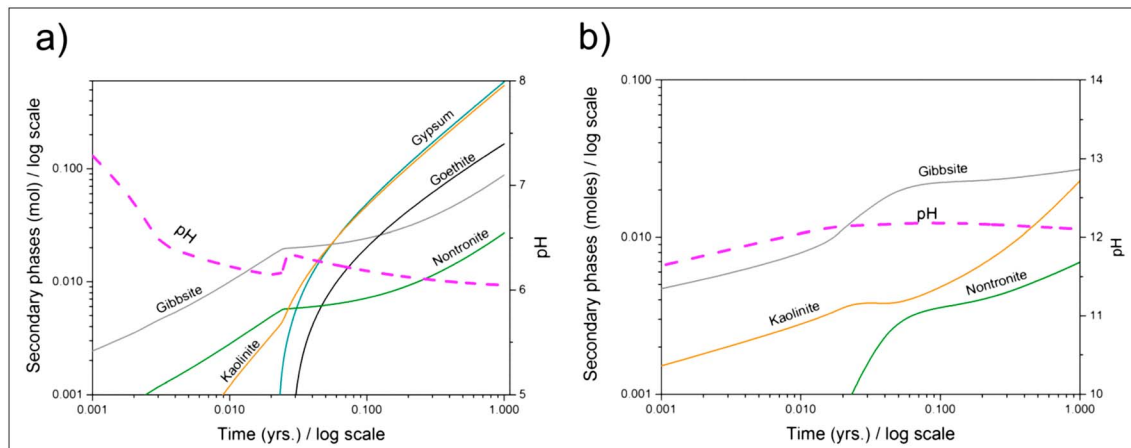 a)
Secondary phases (mol) / log scale
0.100
0.010
0.001
8
7
6
5
pH
pH
Gypsum
Goethite
Gibbsite
Nontronite
Kaolinite
0.001 0.010 0.100 1.000
Time (yrs.) / log scale
b)
Secondary phases (moles) / log scale
0.100
0.010
0.001
14
13
12
11
10
pH
Gibbsite
pH
Kaolinite
Nontronite
0.001 0.010 0.100 1.000
Time (yrs.) / log scale